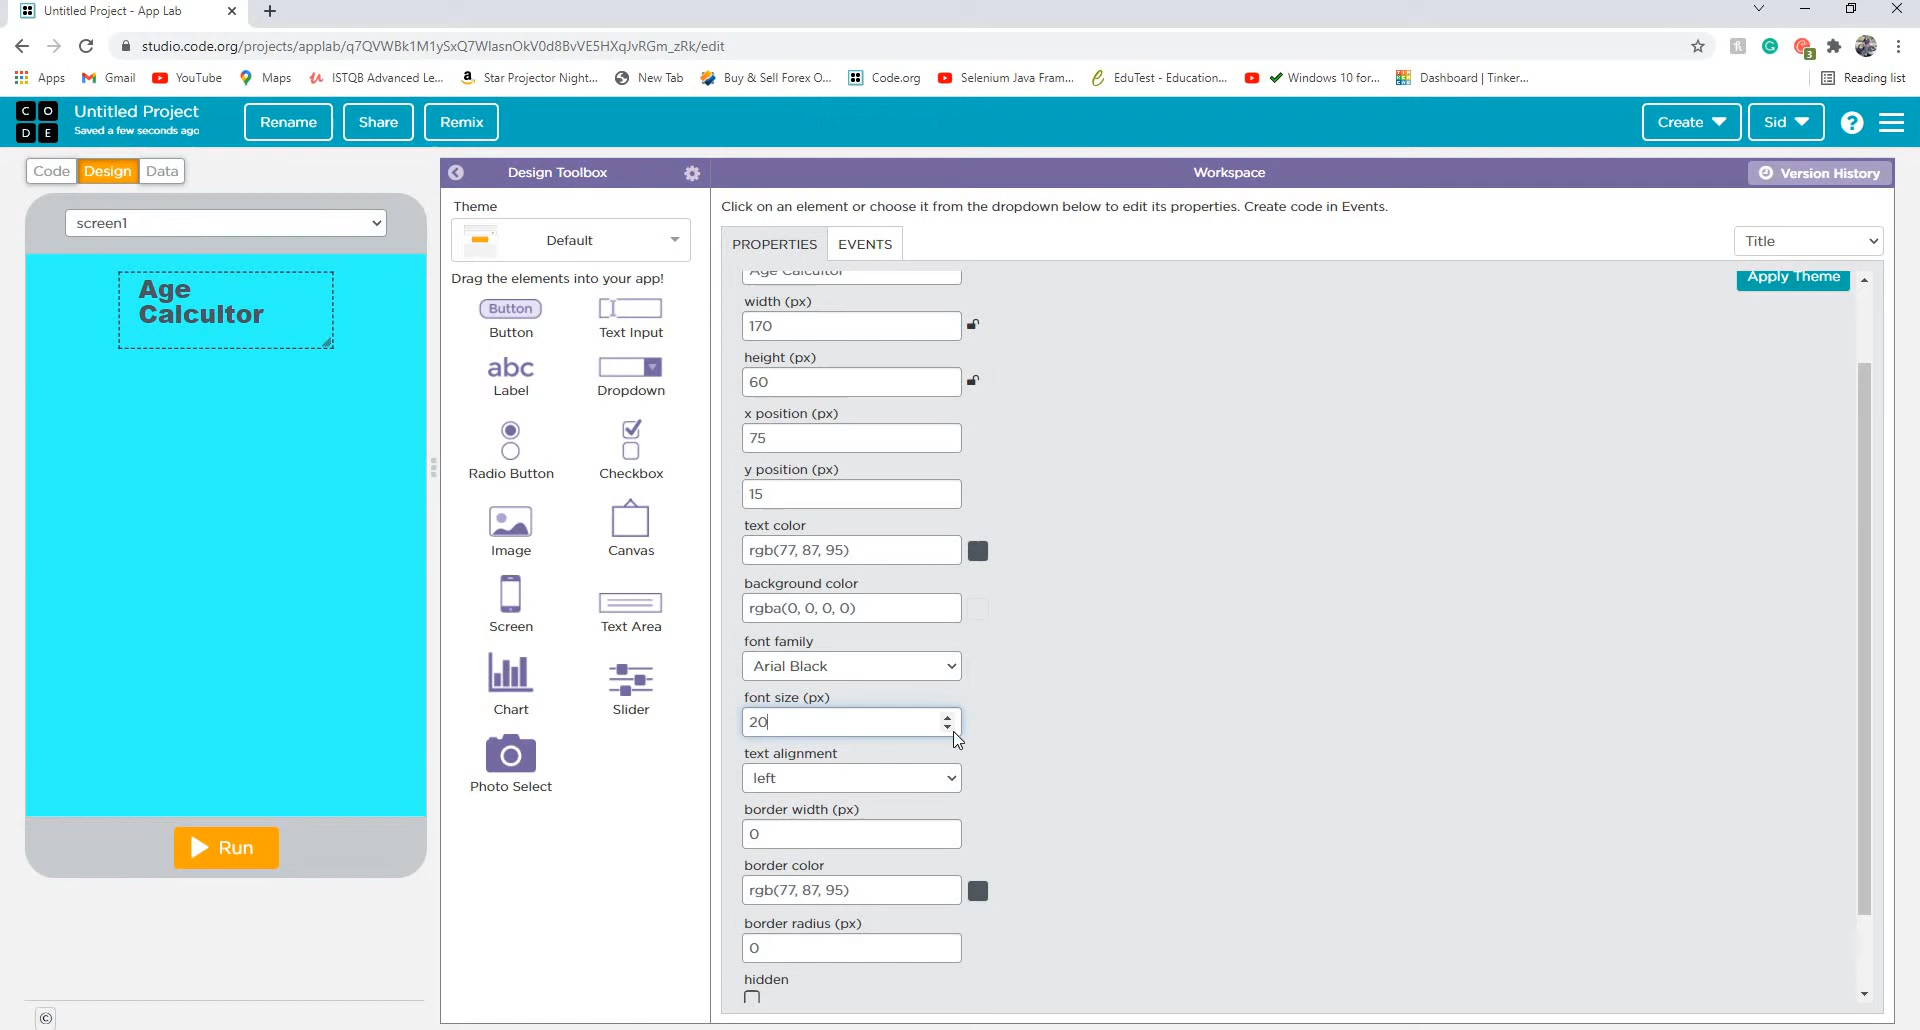 Untitled Project - App Lab
studio.code.org/projects/applab/q7QVWBk1M1ySxQ7WlasnOkV0d8BvVE5HXqJvRGm_zRk/edit
3
Apps
Gmail
YouTube
Maps
ISTQB Advanced Le...
Star Projector Night...
New Tab
Buy & Sell Forex O...
Code.org
Selenium Java Fram...
EduTest - Education...
Windows 10 for...
Dashboard | Tinker...
Reading list
C O
D E
Untitled Project
Saved a few seconds ago
Rename
Share
Remix
Create
Sid
?
Code
Design
Data
screen1
Age
Calcultor
Run
©
Design Toolbox
Theme
Default
Drag the elements into your app!
Button
Button
Text Input
abc
Label
Dropdown
Radio Button
Checkbox
Image
Canvas
Screen
Text Area
Chart
Slider
Photo Select
Workspace
Version History
Click on an element or choose it from the dropdown below to edit its properties. Create code in Events.
PROPERTIES
EVENTS
Title
Age Calcultor
Apply Theme
width (px)
170
height (px)
60
x position (px)
75
y position (px)
15
text color
rgb(77, 87, 95)
background color
rgba(0, 0, 0, 0)
font family
Arial Black
font size (px)
20
text alignment
left
border width (px)
0
border color
rgb(77, 87, 95)
border radius (px)
0
hidden